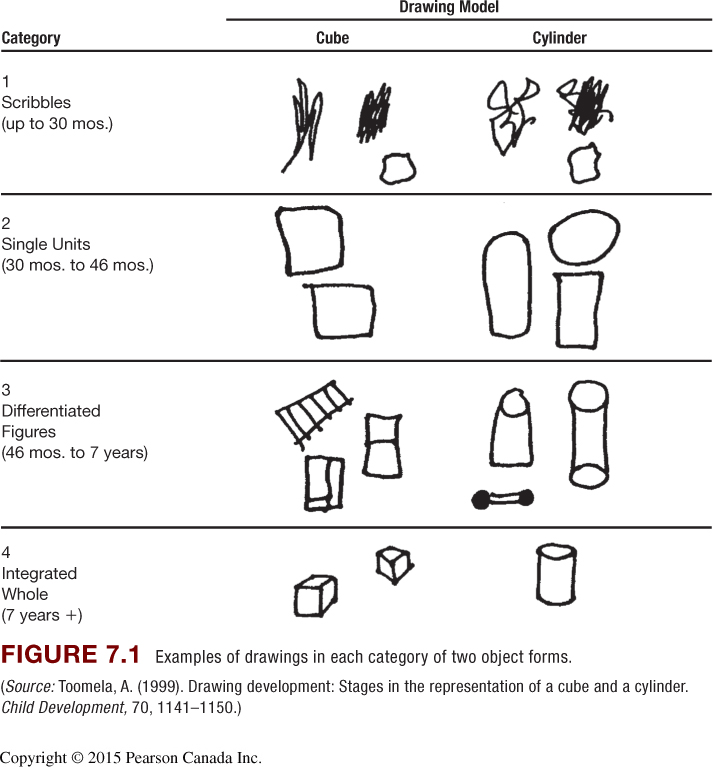 Drawing Model
Category Cube Cylinder
1
Scribbles
(up to 30 mos.)
2
Single Units
(30 mos. to 46 mos.)
3
Differentiated
Figures
(46 mos. to 7 years)
4
Integrated
Whole
(7 years +)
FIGURE 7.1 Examples of drawings in each category of two object forms.
(Source: Toomela, A. (1999). Drawing development: Stages in the representation of a cube and a cylinder.
Child Development, 70, 1141–1150.)
Copyright © 2015 Pearson Canada Inc.